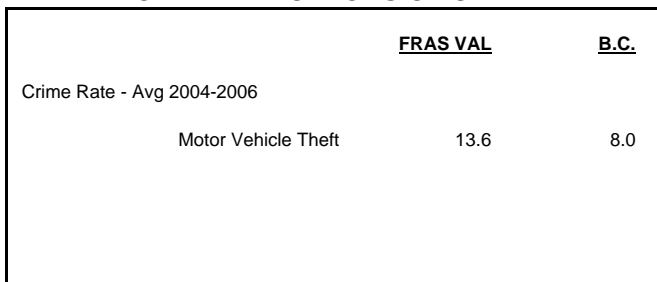 FRAS VAL B.C.
Crime Rate - Avg 2004-2006
Motor Vehicle Theft 13.6 8.0